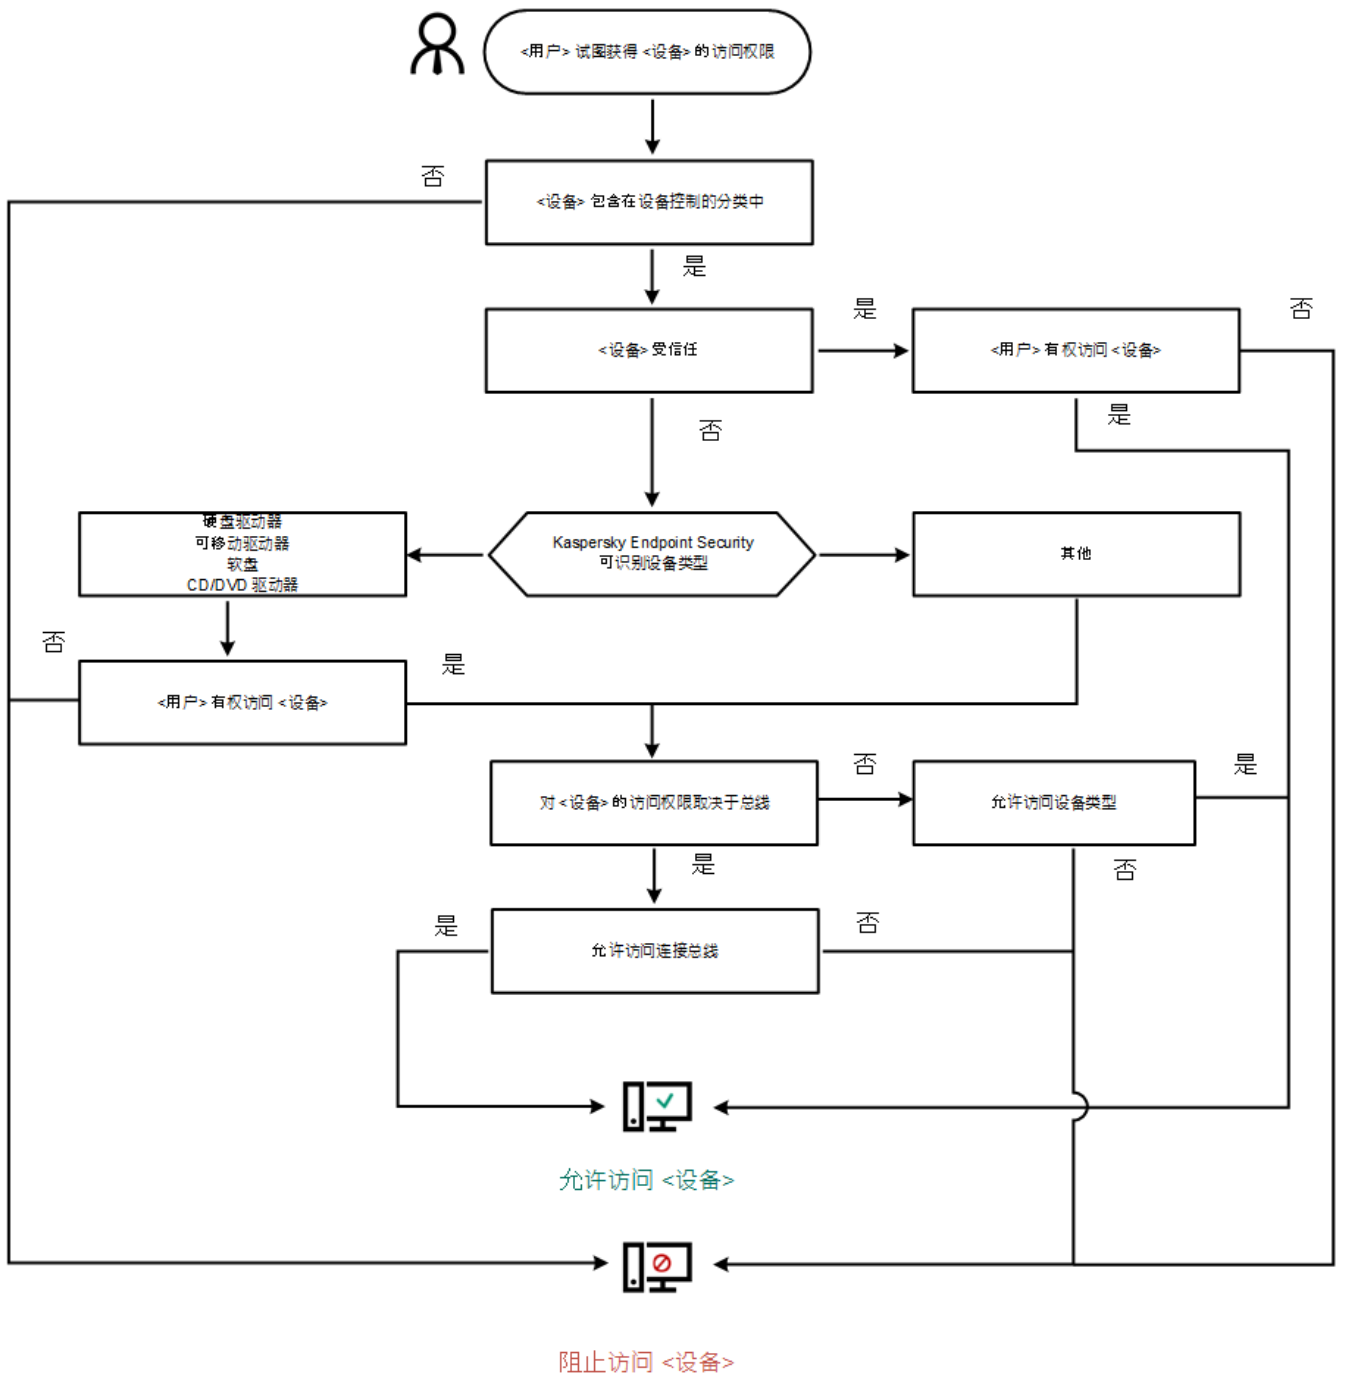 <用户> 试图获得 <设备> 的访问权限
否
<设备> 包含在设备控制的分类中
是
<设备> 受信任
是
<用户> 有权访问 <设备>
否
是
否
硬盘驱动器
可移动驱动器
软盘
CD/DVD 驱动器
Kaspersky Endpoint Security
可识别设备类型
其他
否
<用户> 有权访问 <设备>
是
对 <设备> 的访问权限取决于总线
否
允许访问设备类型
是
是
否
是
允许访问连接总线
否
允许访问 <设备>
阻止访问 <设备>